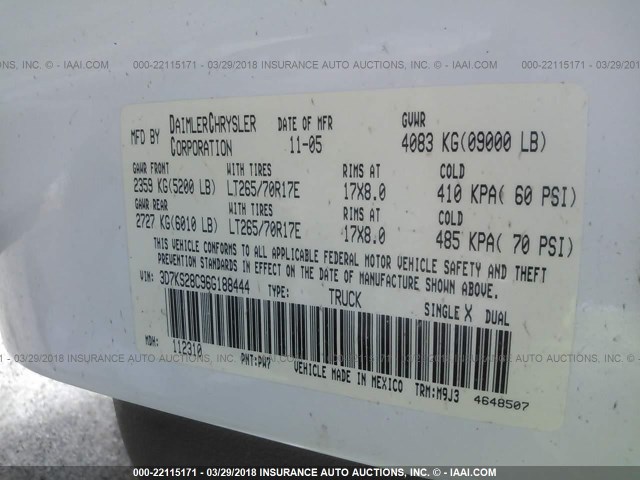 000-22115171 | 03/29/2018 INSURANCE AUTO AUCTIONS, INC. © - IAAI.COM
MFD BY DAIMLERCHRYSLER CORPORATION DATE OF MFR 11-05 GVWR 4083 KG(09000 LB)
GAWR FRONT WITH TIRES RIMS AT COLD
2359 KG(5200 LB) LT265/70R17E 17X8.0 410 KPA( 60 PSI)
GAWR REAR WITH TIRES RIMS AT COLD
2727 KG(6010 LB) LT265/70R17E 17X8.0 485 KPA( 70 PSI)
THIS VEHICLE CONFORMS TO ALL APPLICABLE FEDERAL MOTOR VEHICLE SAFETY AND THEFT
PREVENTION STANDARDS IN EFFECT ON THE DATE OF MANUFACTURE SHOWN ABOVE.
VIN: 3D7KS28C96G188444 TYPE: TRUCK SINGLE X DUAL
MDH: 112310 PNT:PW7 VEHICLE MADE IN MEXICO TRM:M9J3 4648507
000-22115171 | 03/29/2018 INSURANCE AUTO AUCTIONS, INC. © - IAAI.COM
000-22115171 | 03/29/2018 INSURANCE AUTO AUCTIONS, INC. © - IAAI.COM